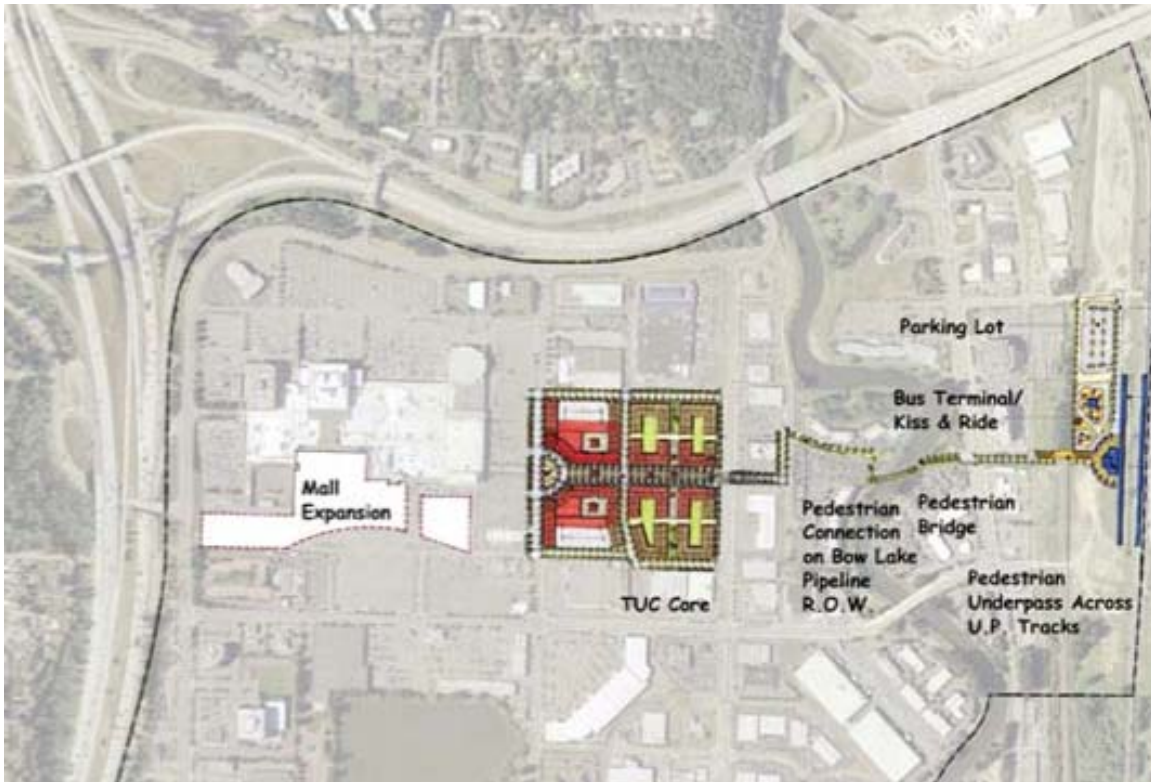 Parking Lot
Bus Terminal/
Kiss & Ride
Mall
Expansion
Pedestrian
Connection
on Bow Lake
Pipeline
R.O.W.
Pedestrian
Bridge
Pedestrian
Underpass Across
U.P. Tracks
TUC Core